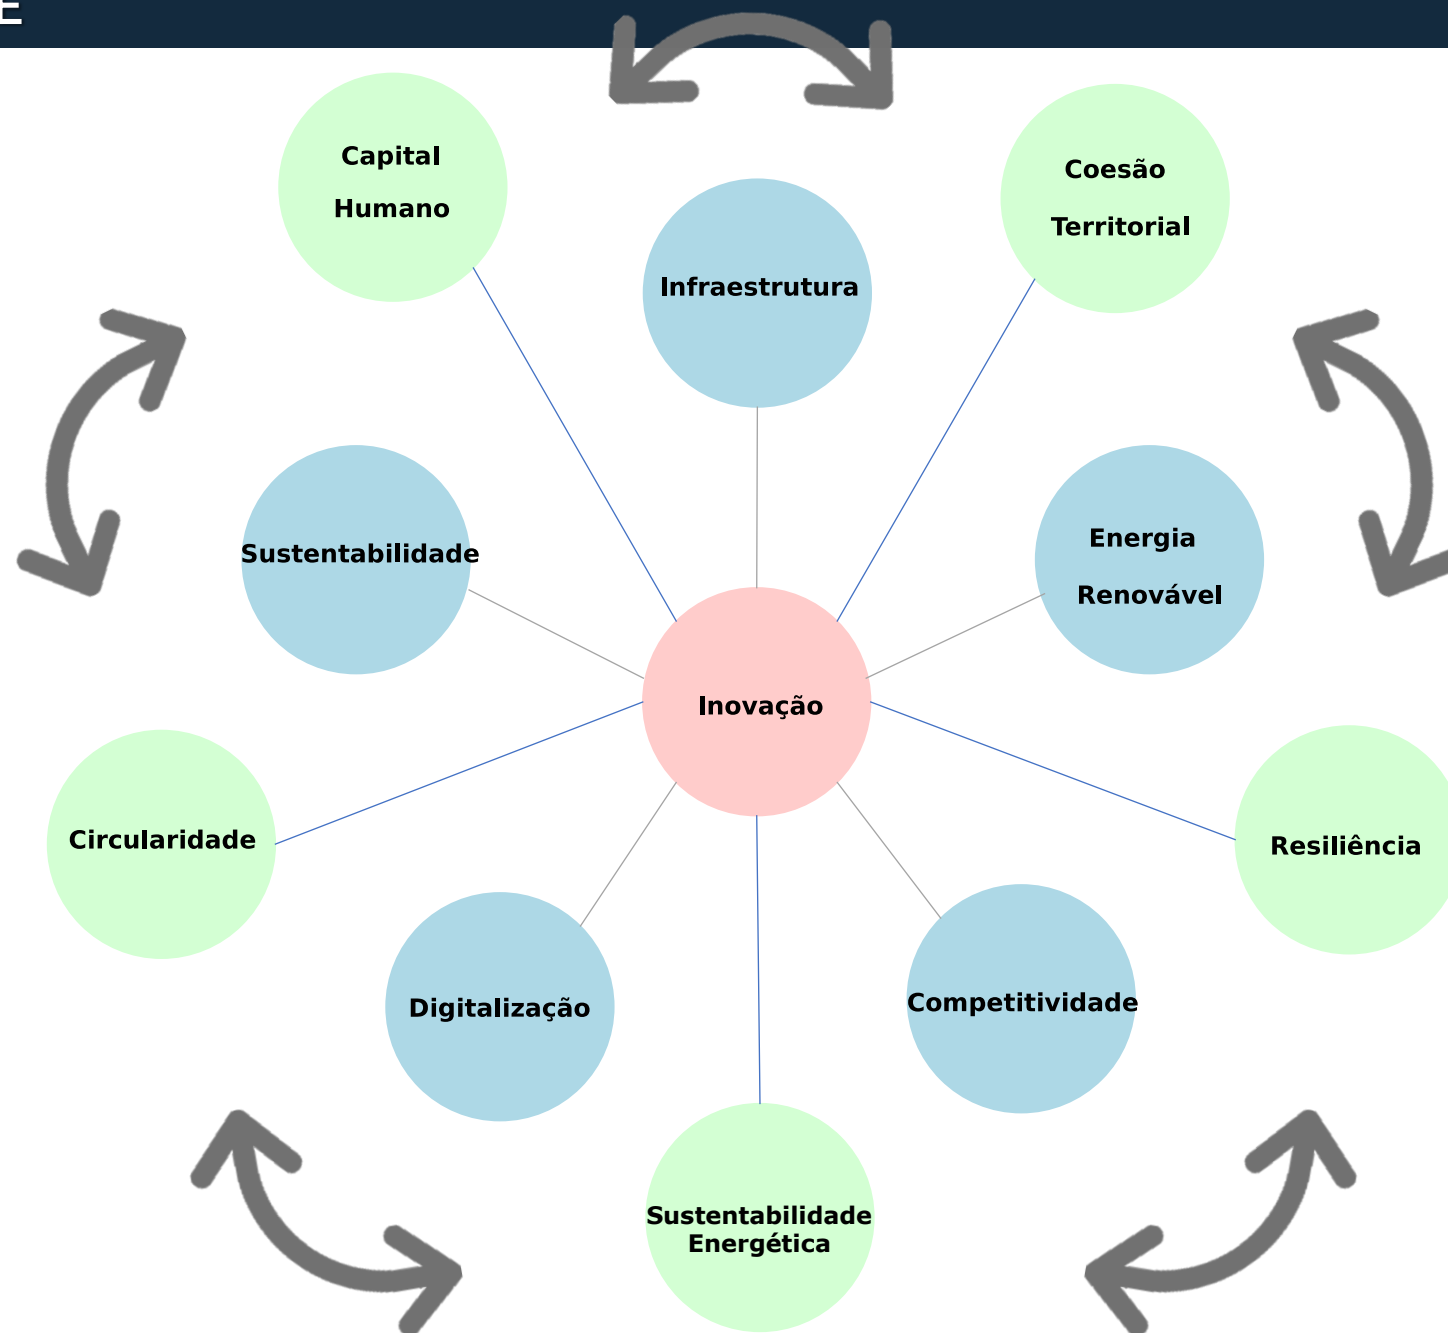 E
Capital
Humano
Coesão
Territorial
Infraestrutura
Sustentabilidade
Energia
Renovável
Inovação
Circularidade
Resiliência
Digitalização
Competitividade
Sustentabilidade
Energética